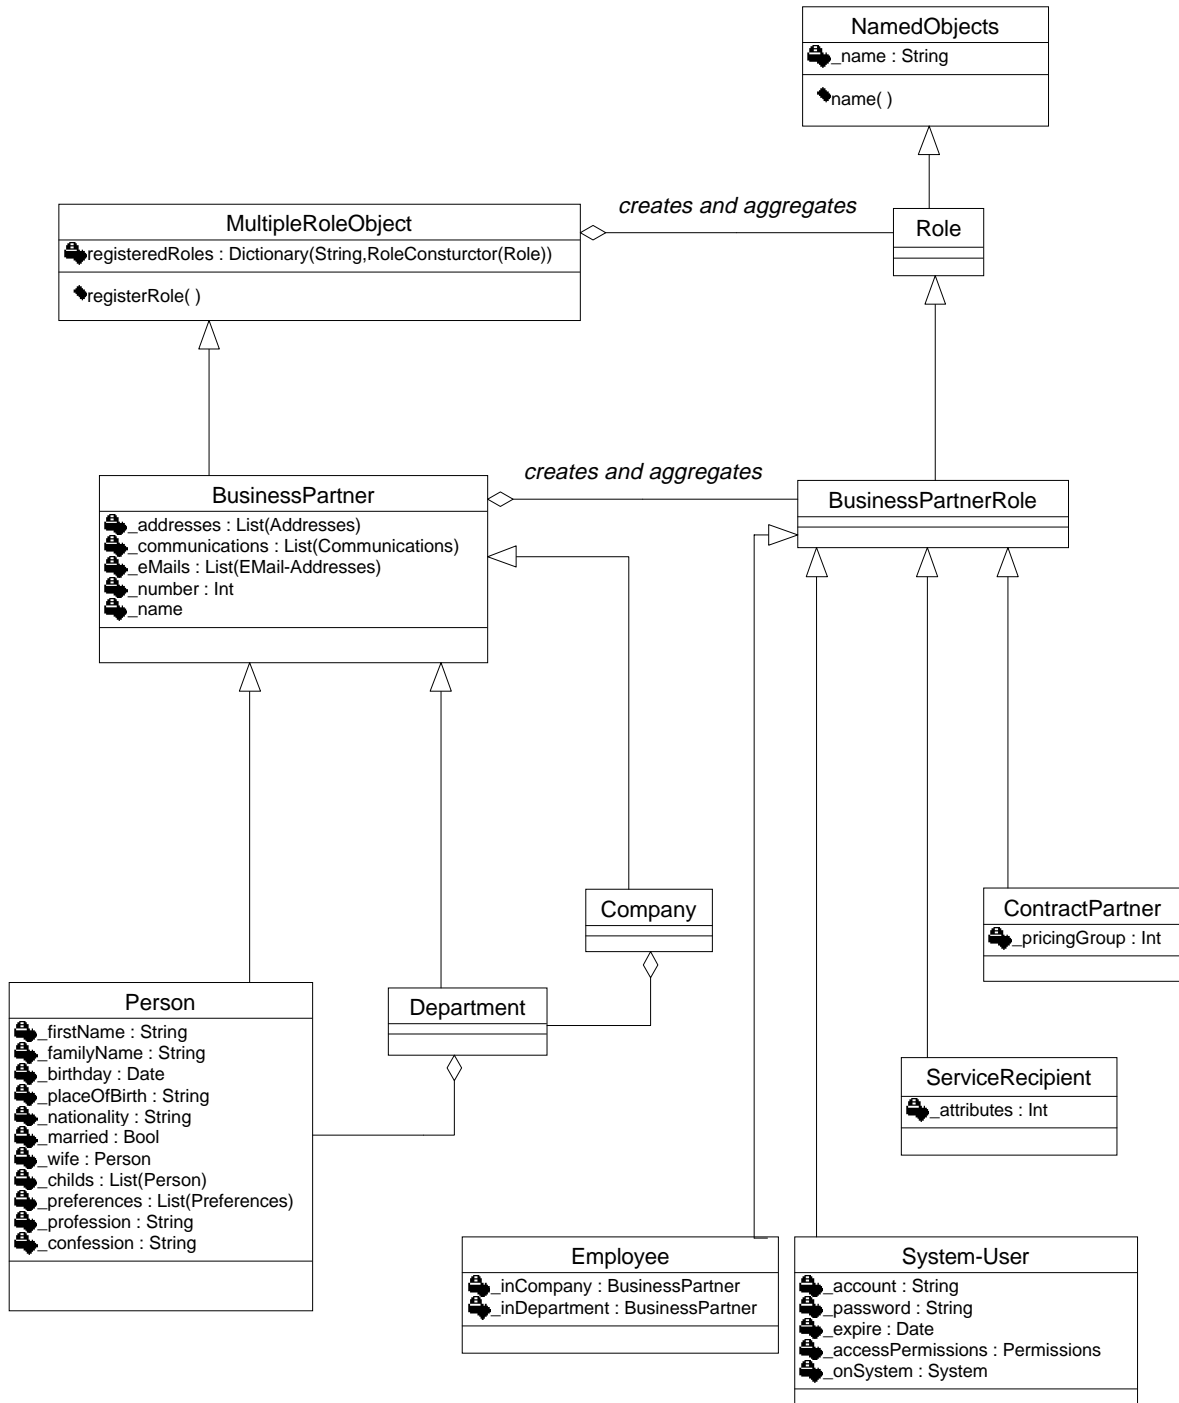 NamedObjects
_name : String
name( )
creates and aggregates
MultipleRoleObject
registeredRoles : Dictionary(String,RoleConsturctor(Role))
registerRole( )
Role
creates and aggregates
BusinessPartner
_addresses : List(Addresses)
_communications : List(Communications)
_eMails : List(EMail-Addresses)
_number : Int
_name
BusinessPartnerRole
Company
ContractPartner
_pricingGroup : Int
Person
_firstName : String
_familyName : String
_birthday : Date
_placeOfBirth : String
_nationality : String
_married : Bool
_wife : Person
_childs : List(Person)
_preferences : List(Preferences)
_profession : String
_confession : String
Department
ServiceRecipient
_attributes : Int
Employee
_inCompany : BusinessPartner
_inDepartment : BusinessPartner
System-User
_account : String
_password : String
_expire : Date
_accessPermissions : Permissions
_onSystem : System